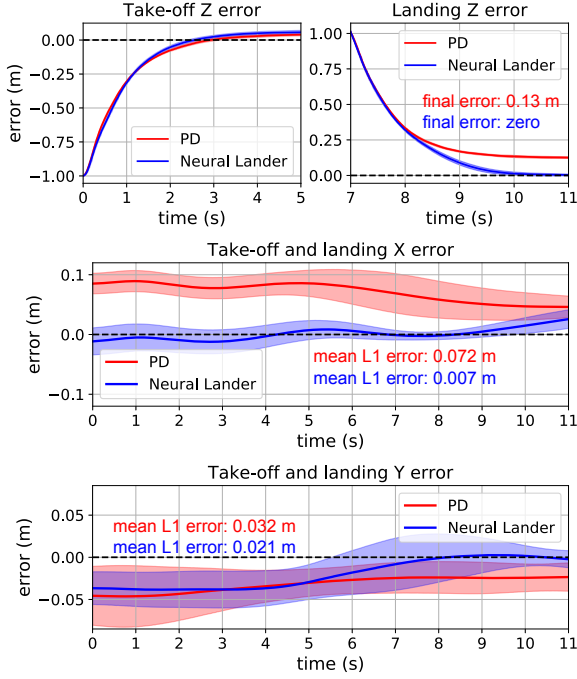 Take-off Z error
error (m)
0.00
−0.25
−0.50
−0.75
−1.00
PD
Neural Lander
0 1 2 3 4 5
time (s)
Landing Z error
1.00
0.75
0.50
0.25
0.00
PD
Neural Lander
final error: 0.13 m
final error: zero
7 8 9 10 11
time (s)
Take-off and landing X error
error (m)
0.1
0.0
−0.1
PD
Neural Lander
mean L1 error: 0.072 m
mean L1 error: 0.007 m
0 1 2 3 4 5 6 7 8 9 10 11
time (s)
Take-off and landing Y error
error (m)
0.05
0.00
−0.05
mean L1 error: 0.032 m
mean L1 error: 0.021 m
PD
Neural Lander
0 1 2 3 4 5 6 7 8 9 10 11
time (s)